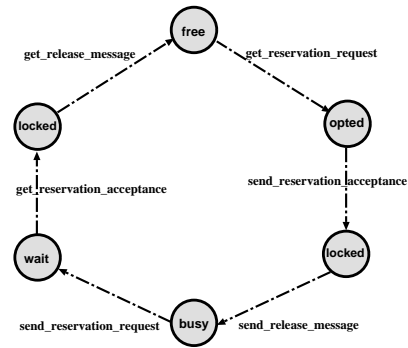 free
get_release_message
get_reservation_request
locked
opted
get_reservation_acceptance
send_reservation_acceptance
wait
locked
send_reservation_request
busy
send_release_message